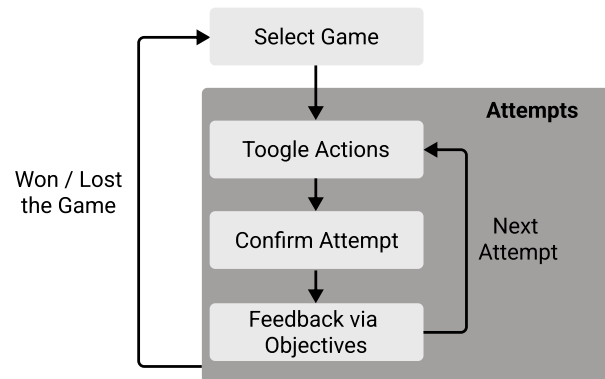 Select Game
Attempts
Toogle Actions
Won / Lost
the Game
Confirm Attempt
Next
Attempt
Feedback via
Objectives